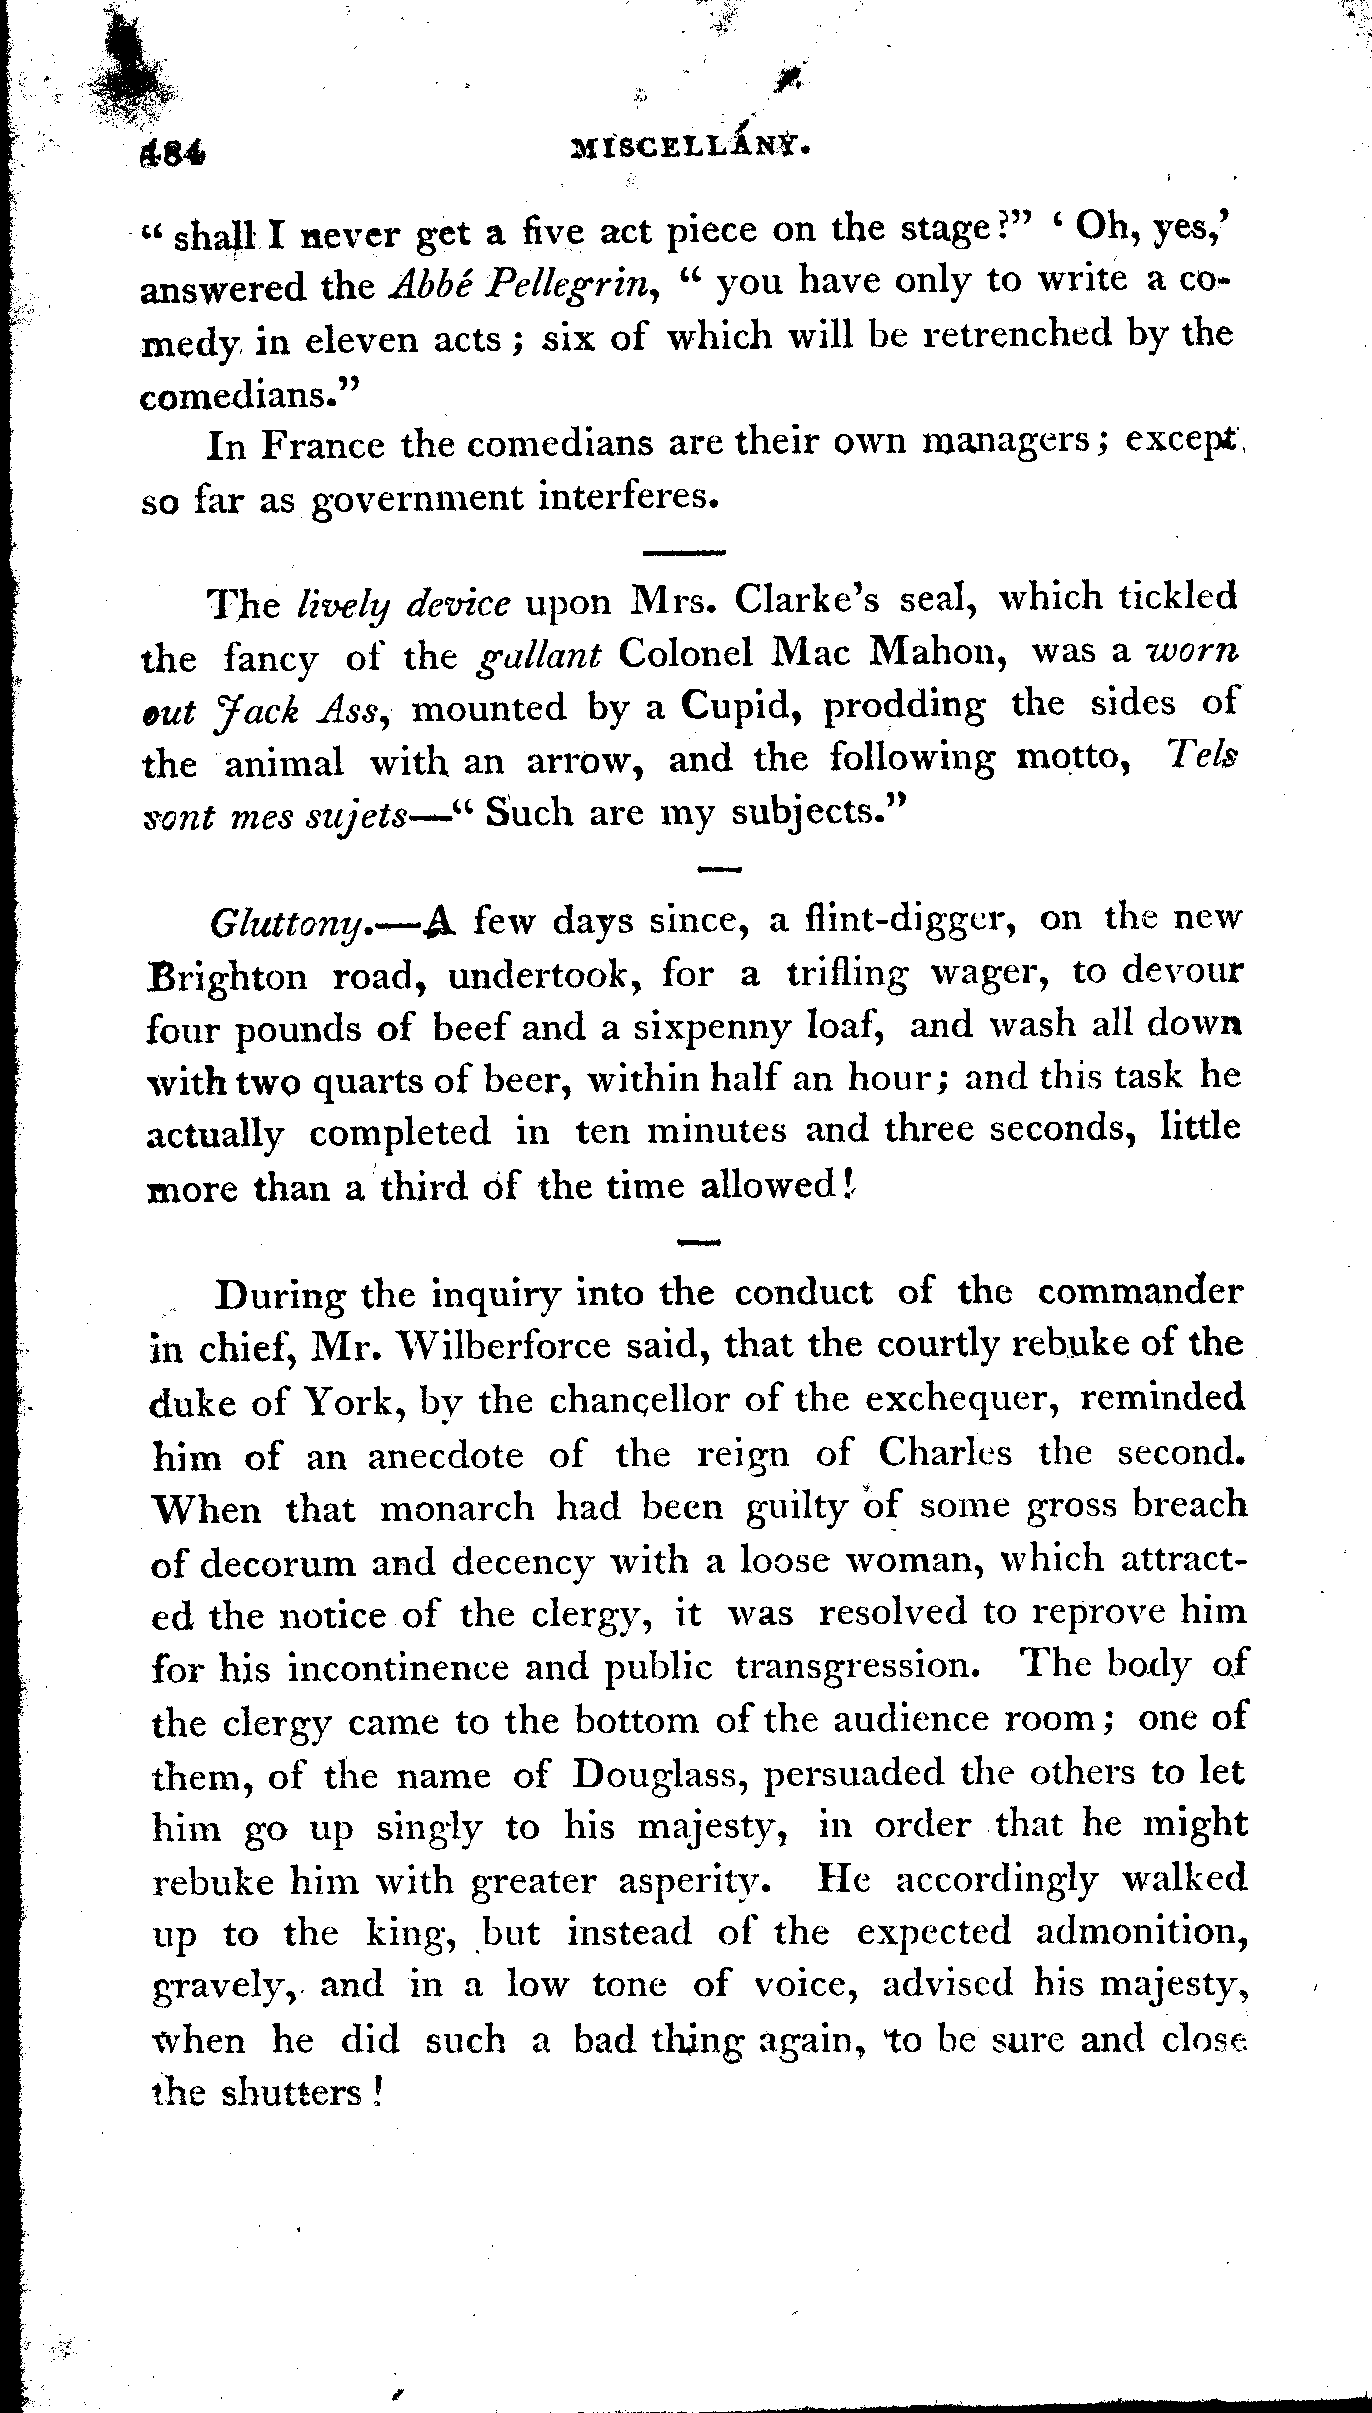 484 MISCELLANY.
“ shall I never get a five act piece on the stage?” ‘ Oh, yes,’
answered the Abbé Pellegrin, “ you have only to write a co-
medy in eleven acts ; six of which will be retrenched by the
comedians.”
In France the comedians are their own managers ; except
so far as government interferes.
The lively device upon Mrs. Clarke’s seal, which tickled
the fancy of the gallant Colonel Mac Mahon, was a worn
out Jack Ass, mounted by a Cupid, prodding the sides of
the animal with an arrow, and the following motto, Tels
sont mes sujets—“ Such are my subjects.”
Gluttony.—A few days since, a flint-digger, on the new
Brighton road, undertook, for a trifling wager, to devour
four pounds of beef and a sixpenny loaf, and wash all down
with two quarts of beer, within half an hour ; and this task he
actually completed in ten minutes and three seconds, little
more than a third of the time allowed !
During the inquiry into the conduct of the commander
in chief, Mr. Wilberforce said, that the courtly rebuke of the
duke of York, by the chancellor of the exchequer, reminded
him of an anecdote of the reign of Charles the second.
When that monarch had been guilty of some gross breach
of decorum and decency with a loose woman, which attract-
ed the notice of the clergy, it was resolved to reprove him
for his incontinence and public transgression. The body of
the clergy came to the bottom of the audience room ; one of
them, of the name of Douglass, persuaded the others to let
him go up singly to his majesty, in order that he might
rebuke him with greater asperity. He accordingly walked
up to the king, but instead of the expected admonition,
gravely, and in a low tone of voice, advised his majesty,
when he did such a bad thing again, to be sure and close
the shutters !